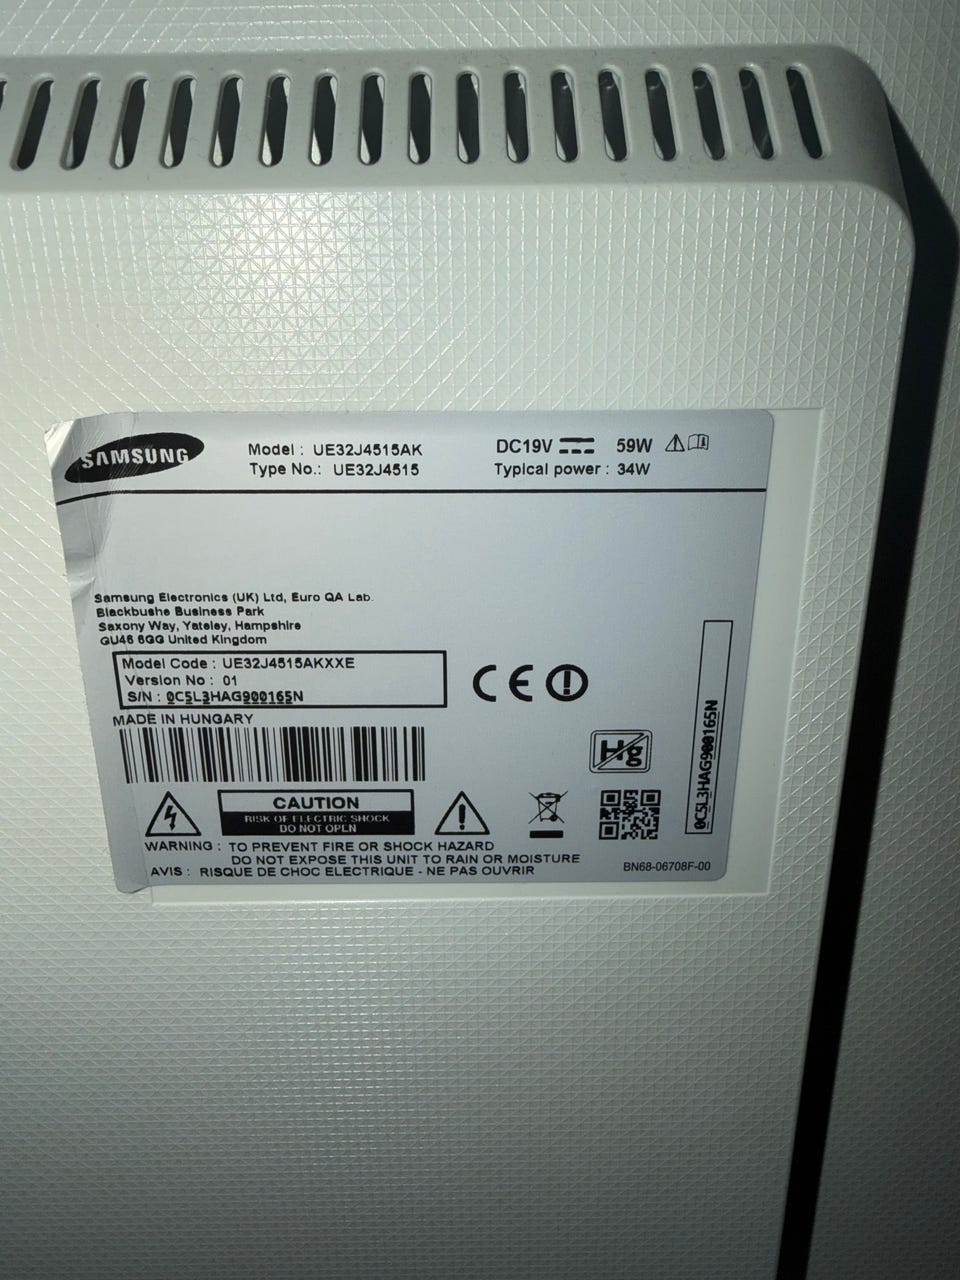 SAMSUNG
Model : UE32J4515AK
Type No.: UE32J4515
DC19V 59W
Typical power : 34W
Samsung Electronics (UK) Ltd, Euro QA Lab.
Blackbushe Business Park
Saxony Way, Yateley, Hampshire
GU46 6GG United Kingdom
Model Code : UE32J4515AKXXE
Version No : 01
S/N : 0C5L3HAG900165N
CE
MADE IN HUNGARY
Hg
0C5L3HAG900165N
CAUTION
RISK OF ELECTRIC SHOCK
DO NOT OPEN
WARNING : TO PREVENT FIRE OR SHOCK HAZARD
DO NOT EXPOSE THIS UNIT TO RAIN OR MOISTURE
AVIS : RISQUE DE CHOC ELECTRIQUE - NE PAS OUVRIR
BN68-06708F-00